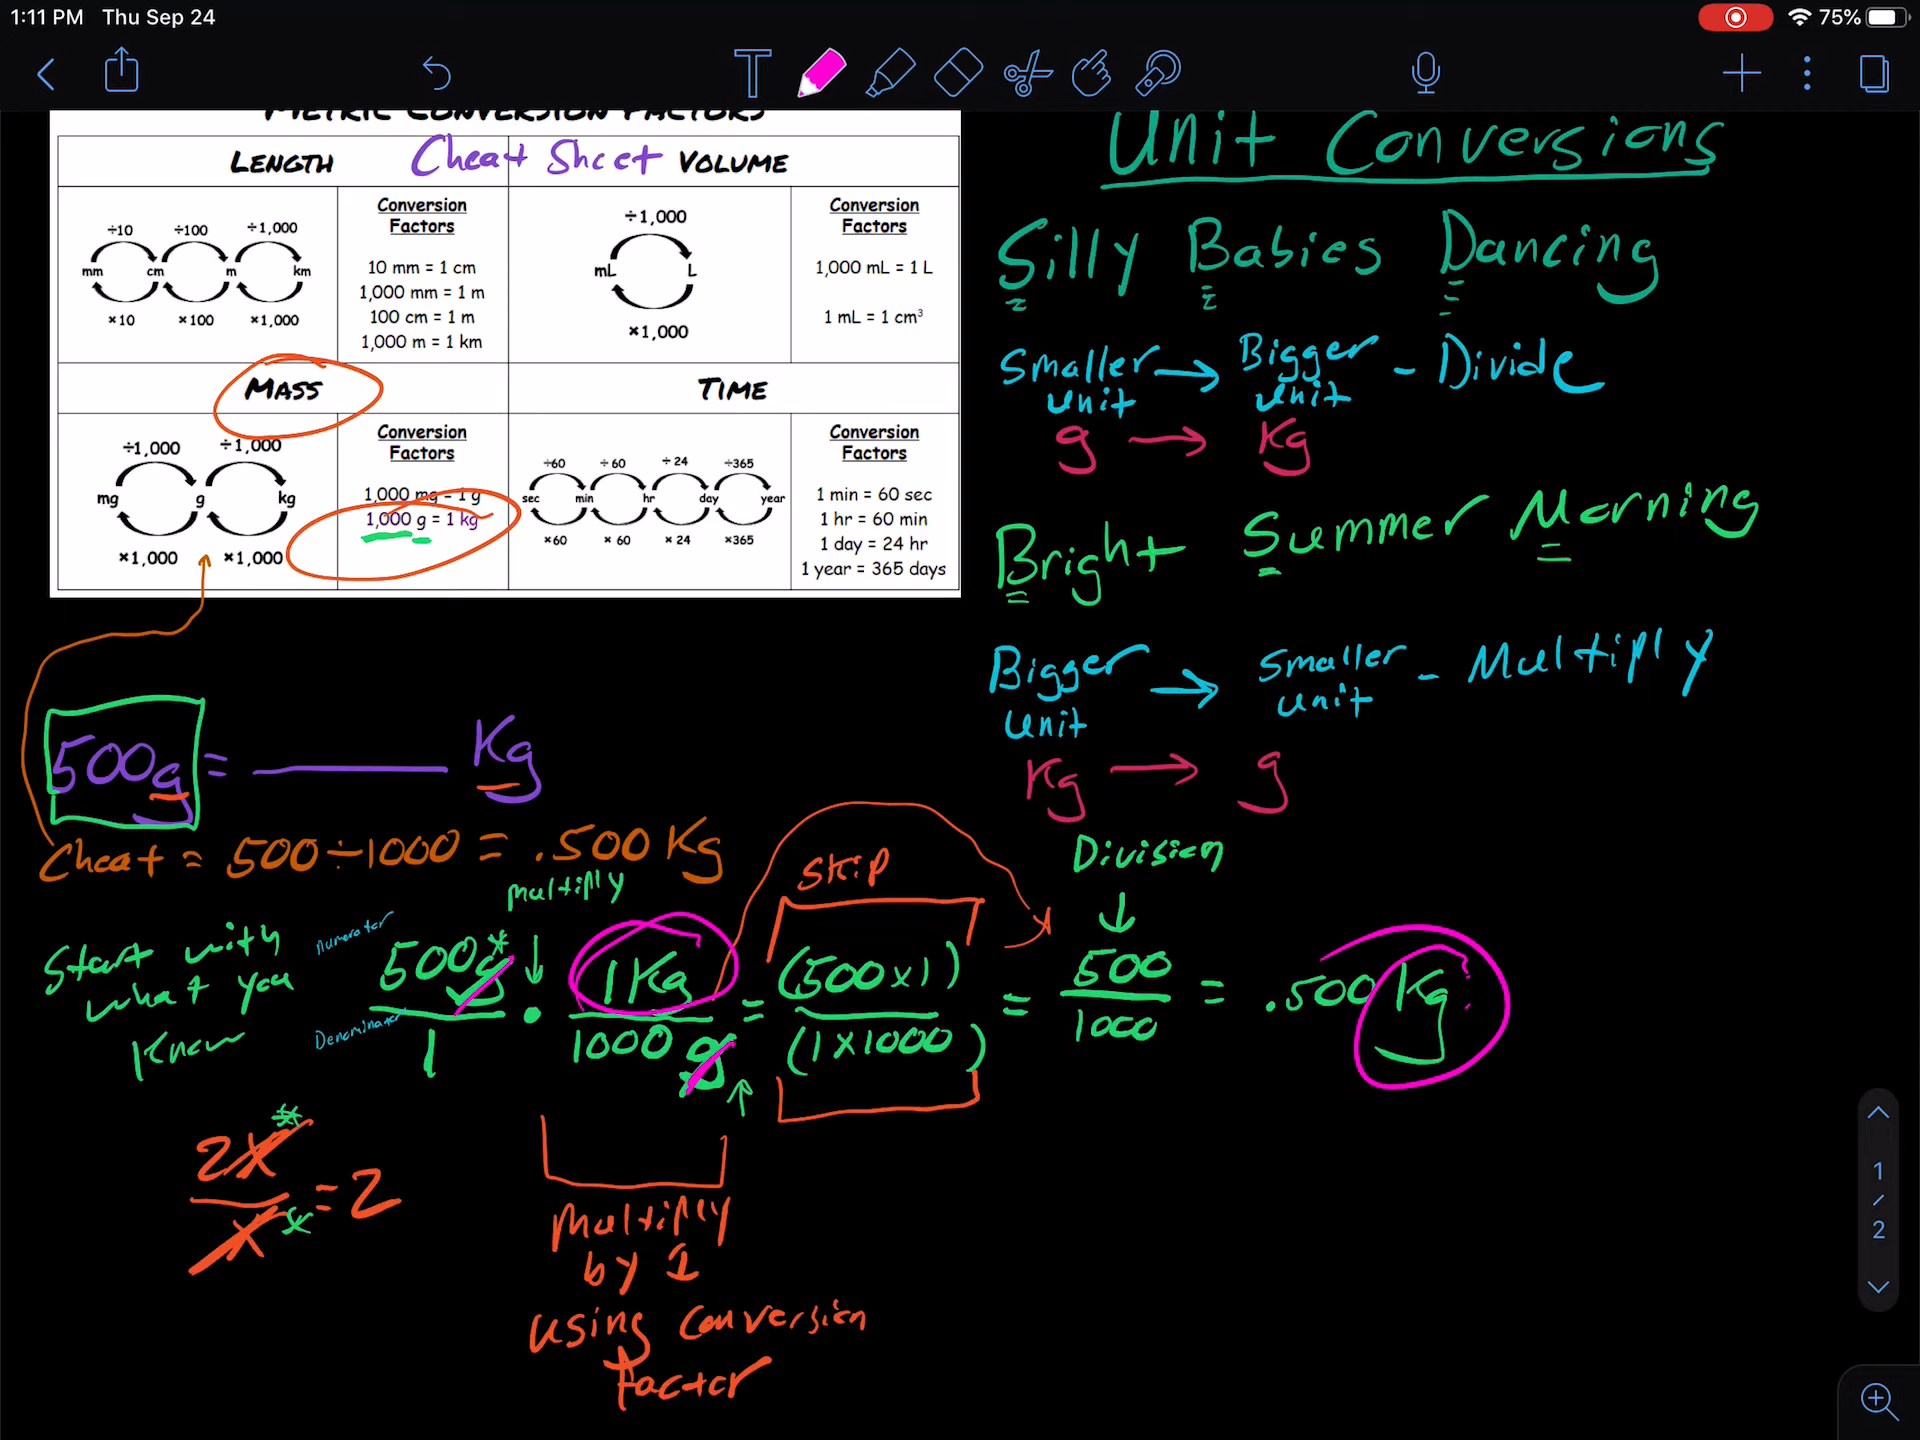 1:11 PM Thu Sep 24
75%
METRIC CONVERSION FACTORS
Cheat Sheet
LENGTH
VOLUME
÷10 ÷100 ÷1,000
mm cm m km
×10 ×100 ×1,000
Conversion
Factors
10 mm = 1 cm
1,000 mm = 1 m
100 cm = 1 m
1,000 m = 1 km
÷1,000
mL L
×1,000
Conversion
Factors
1,000 mL = 1 L
1 mL = 1 cm³
MASS
TIME
÷1,000 ÷1,000
mg g kg
×1,000 ×1,000
Conversion
Factors
1,000 mg = 1 g
1,000 g = 1 kg
÷60 ÷ 60 ÷ 24 ÷365
sec min hr day year
×60 × 60 × 24 ×365
Conversion
Factors
1 min = 60 sec
1 hr = 60 min
1 day = 24 hr
1 year = 365 days
Unit Conversions
Silly Babies Dancing
Smaller unit → Bigger unit - Divide
g → Kg
Bright Summer Morning
Bigger unit → Smaller unit - Multiply
Kg → g
500g = ______ Kg
Cheat = 500 ÷ 1000 = .500 Kg
Start with
what you
know
Numerator
Denominator
multiply
skip
Division
↓
500g/1 • 1Kg/1000g = (500x1)/(1x1000) = 500/1000 = .500 Kg
2x/x = 2
Multiply
by 1
using conversion
factor
1
/
2